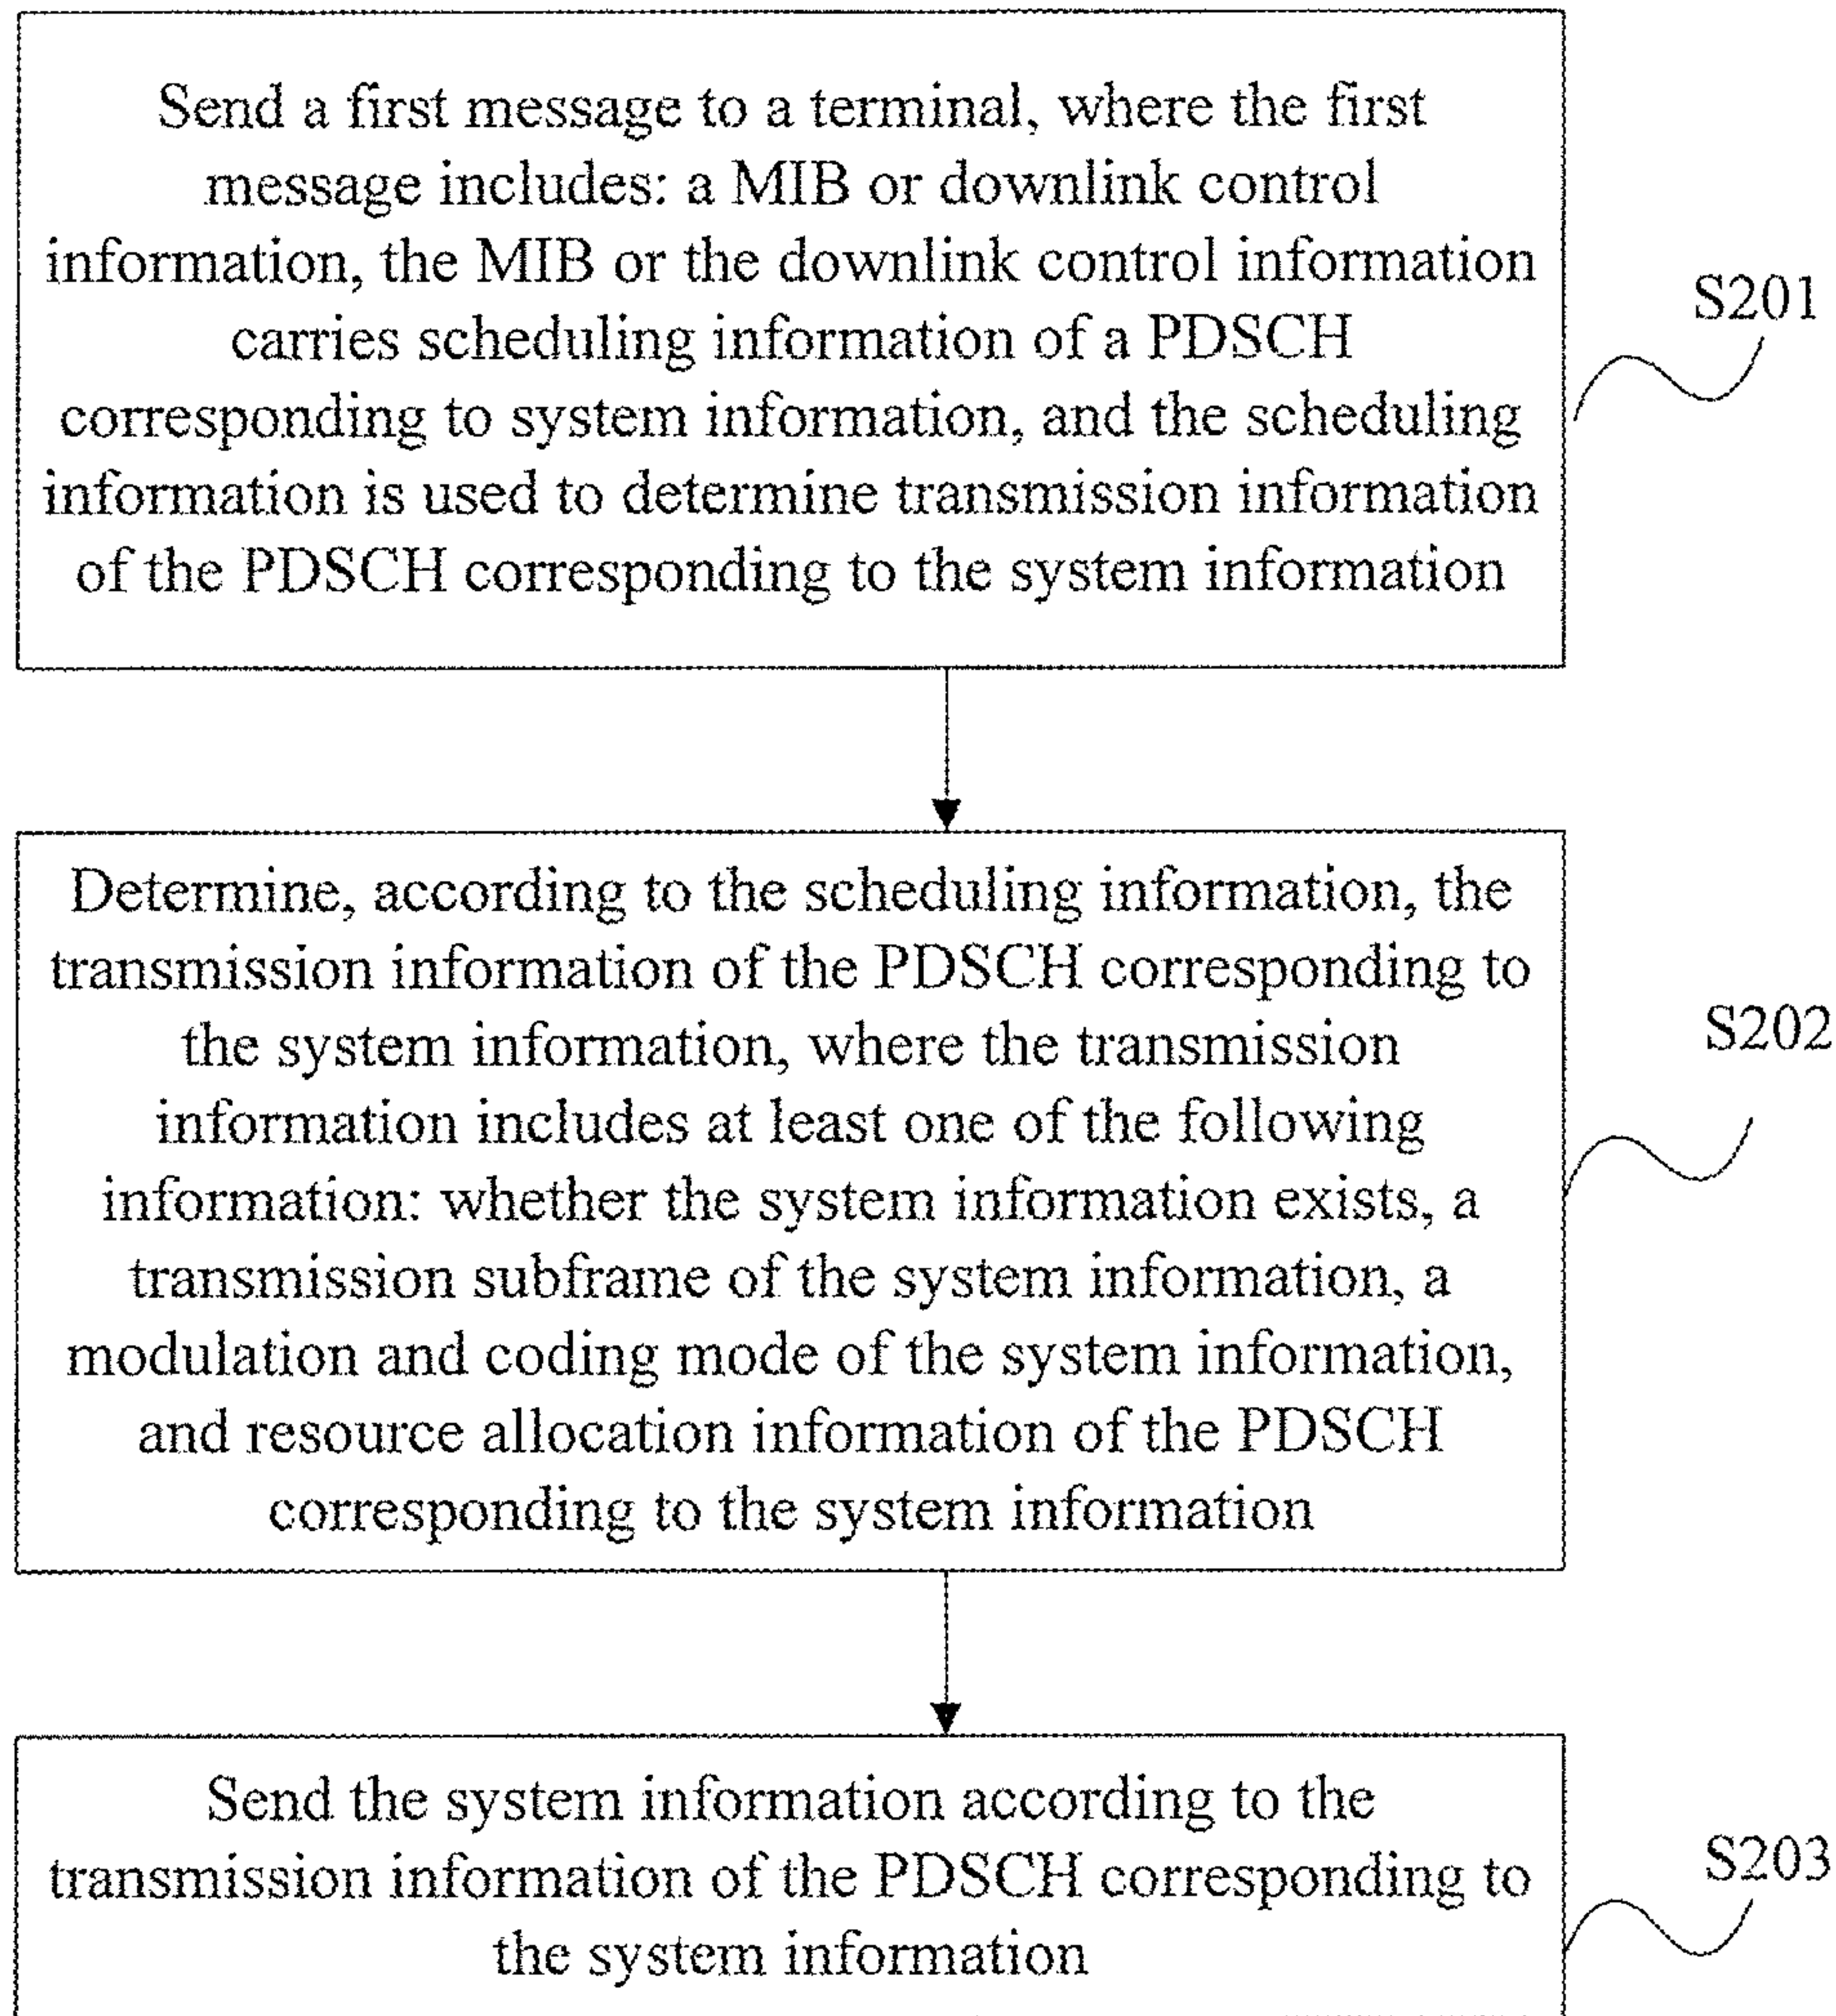 Send a first message to a terminal, where the first
message includes: a MIB or downlink control
information, the MIB or the downlink control information
carries scheduling information of a PDSCH
corresponding to system information, and the scheduling
information is used to determine transmission information
of the PDSCH corresponding to the system information
S201
Determine, according to the scheduling information, the
transmission information of the PDSCH corresponding to
the system information, where the transmission
information includes at least one of the following
information: whether the system information exists, a
transmission subframe of the system information, a
modulation and coding mode of the system information,
and resource allocation information of the PDSCH
corresponding to the system information
S202
Send the system information according to the
transmission information of the PDSCH corresponding to
the system information
S203